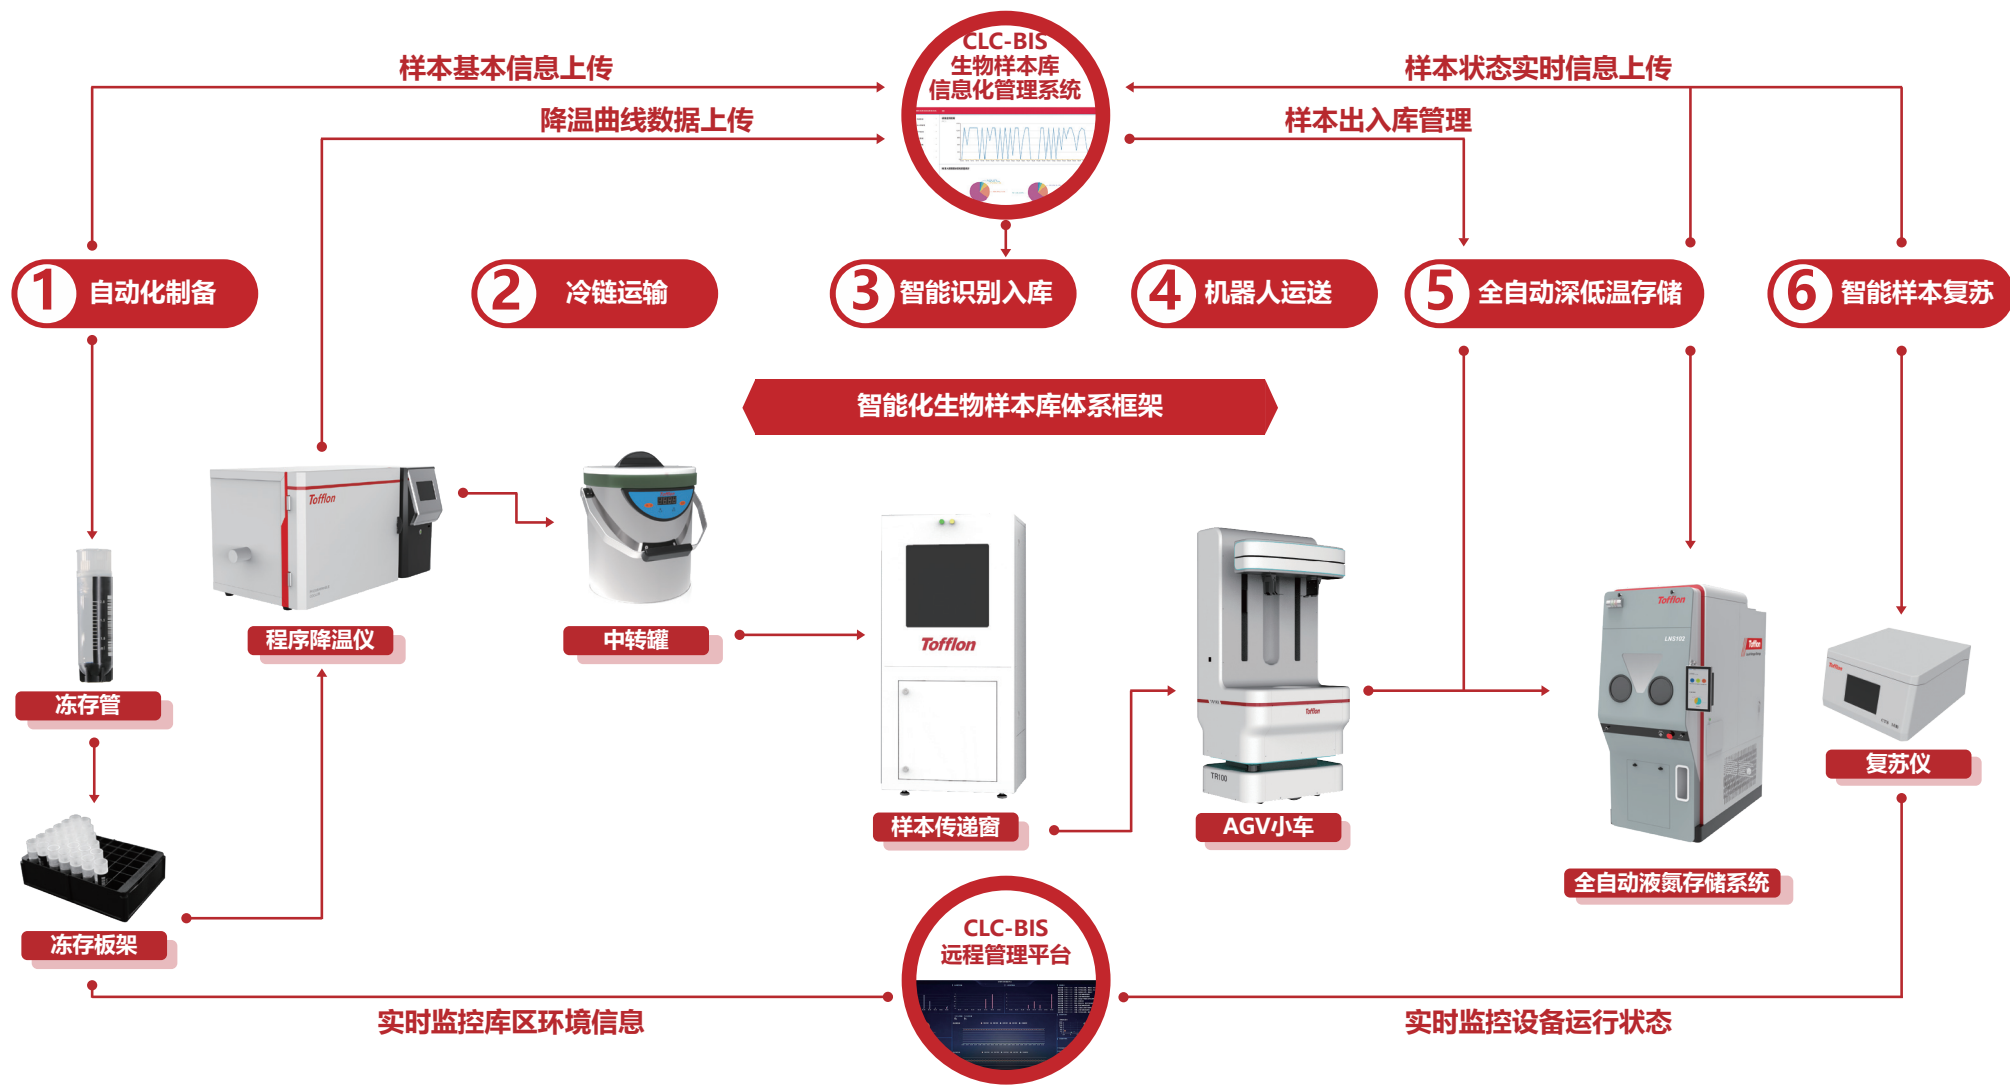 CLC-BIS
生物样本库
信息化管理系统
样本基本信息上传
样本状态实时信息上传
降温曲线数据上传
样本出入库管理
1 自动化制备
2 冷链运输
3 智能识别入库
4 机器人运送
5 全自动深低温存储
6 智能样本复苏
智能化生物样本库体系框架
Tofflon
程序降温仪
中转罐
Tofflon
样本传递窗
Tofflon
TR100
AGV小车
Tofflon
LNS102
Tofflon
全自动液氮存储系统
Tofflon
复苏仪
冻存管
冻存板架
CLC-BIS
远程管理平台
实时监控库区环境信息
实时监控设备运行状态